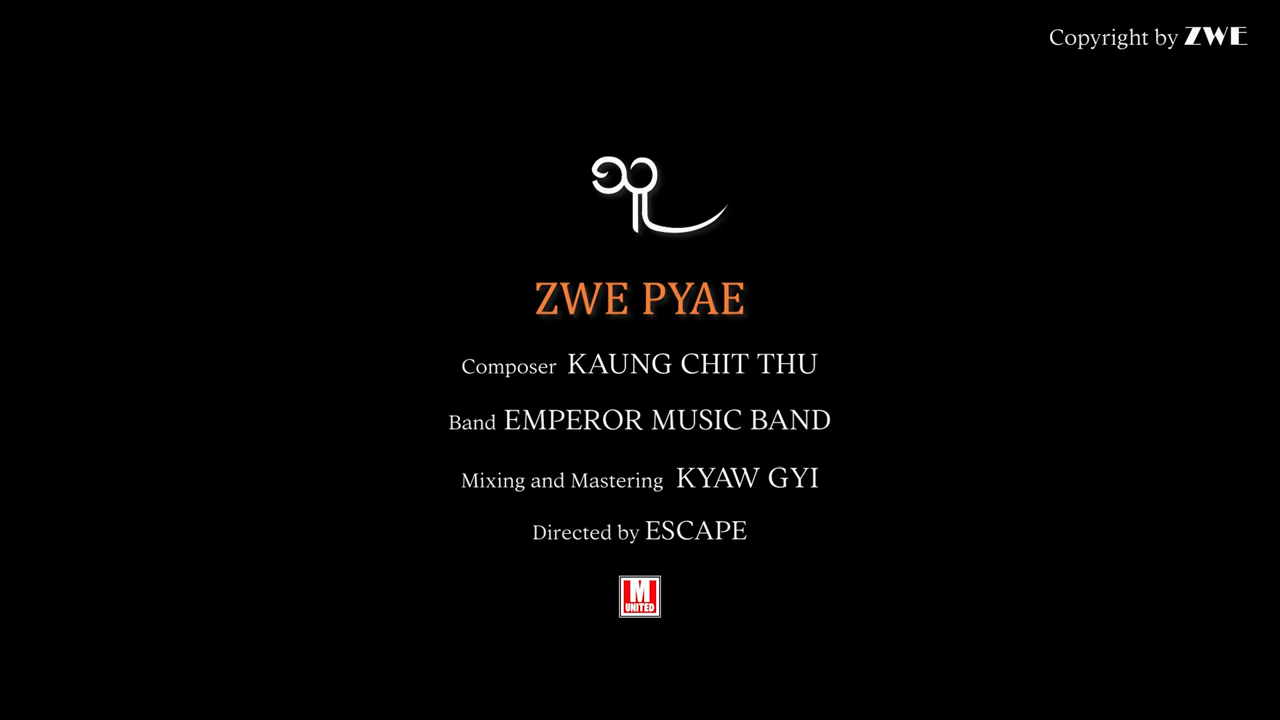 Copyright by ZWE
သူ
ZWE PYAE
Composer KAUNG CHIT THU
Band EMPEROR MUSIC BAND
Mixing and Mastering KYAW GYI
Directed by ESCAPE
M
UNITED